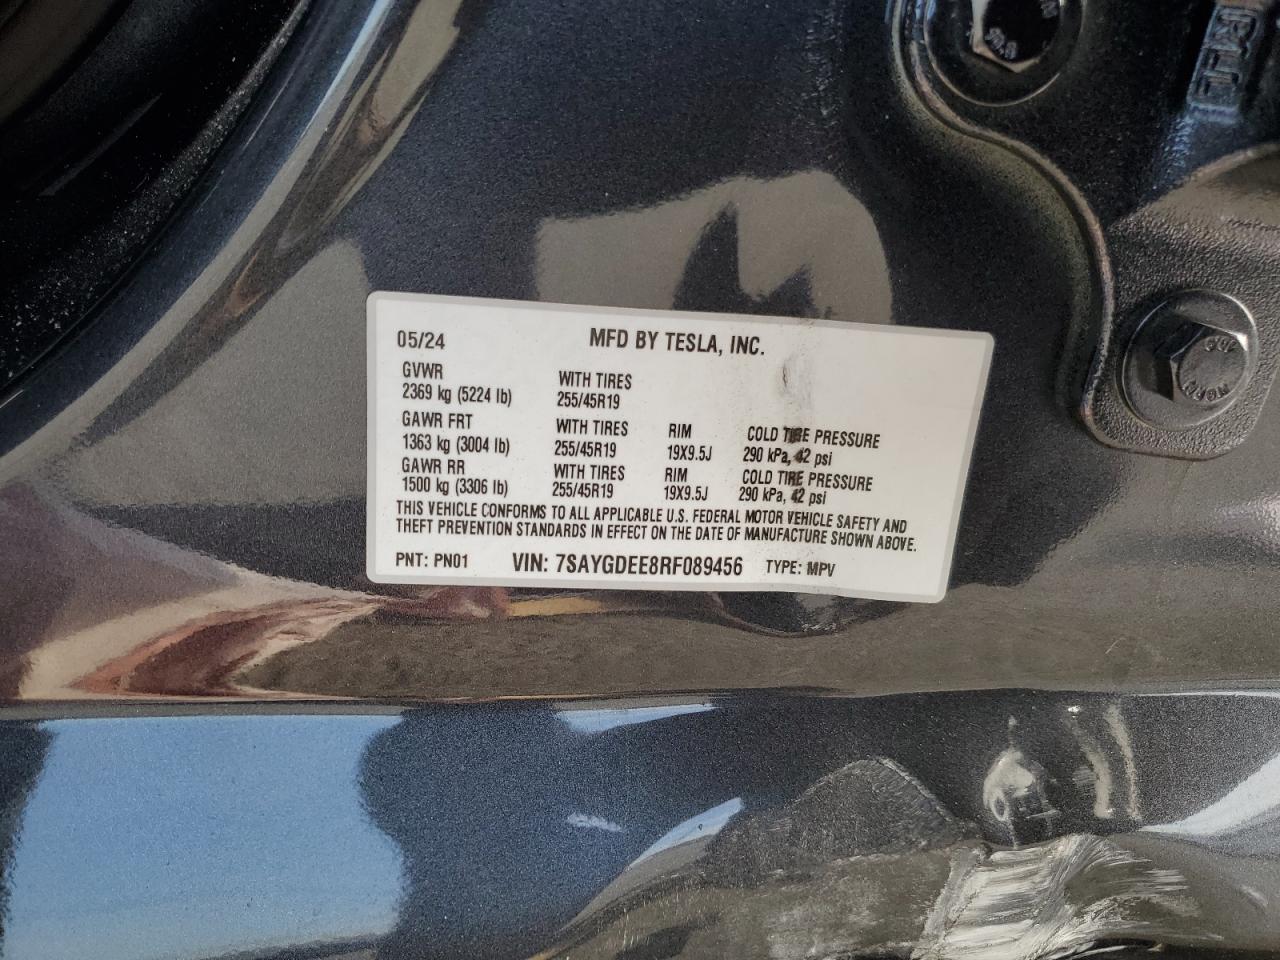 05/24 MFD BY TESLA, INC.
GVWR WITH TIRES
2369 kg (5224 lb) 255/45R19
GAWR FRT WITH TIRES RIM COLD TIRE PRESSURE
1363 kg (3004 lb) 255/45R19 19X9.5J 290 kPa, 42 psi
GAWR RR WITH TIRES RIM COLD TIRE PRESSURE
1500 kg (3306 lb) 255/45R19 19X9.5J 290 kPa, 42 psi
THIS VEHICLE CONFORMS TO ALL APPLICABLE U.S. FEDERAL MOTOR VEHICLE SAFETY AND
THEFT PREVENTION STANDARDS IN EFFECT ON THE DATE OF MANUFACTURE SHOWN ABOVE.
PNT: PN01 VIN: 7SAYGDEE8RF089456 TYPE: MPV